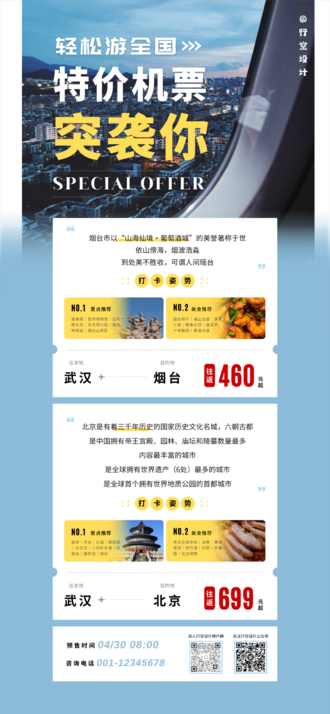 @行空设计
轻松游全国
特价机票
突袭你
SPECIAL OFFER
烟台市以“山海仙境·葡萄酒城”的美誉著称于世
依山傍海，烟波浩淼
到处美不胜收，可谓人间瑶台
打卡姿势
NO.1 景点推荐
NO.2 美食推荐
出发地
目的地
武汉
烟台
往返
460
元起
北京是有着三千年历史的国家历史文化名城，六朝古都
是中国拥有帝王宫殿、园林、庙坛和陵墓数量最多
内容最丰富的城市
是全球拥有世界遗产（6处）最多的城市
是全球首个拥有世界地质公园的首都城市
打卡姿势
NO.1 景点推荐
NO.2 美食推荐
出发地
目的地
武汉
北京
往返
699
元起
预售时间 04/30 08:00
咨询电话 001-12345678